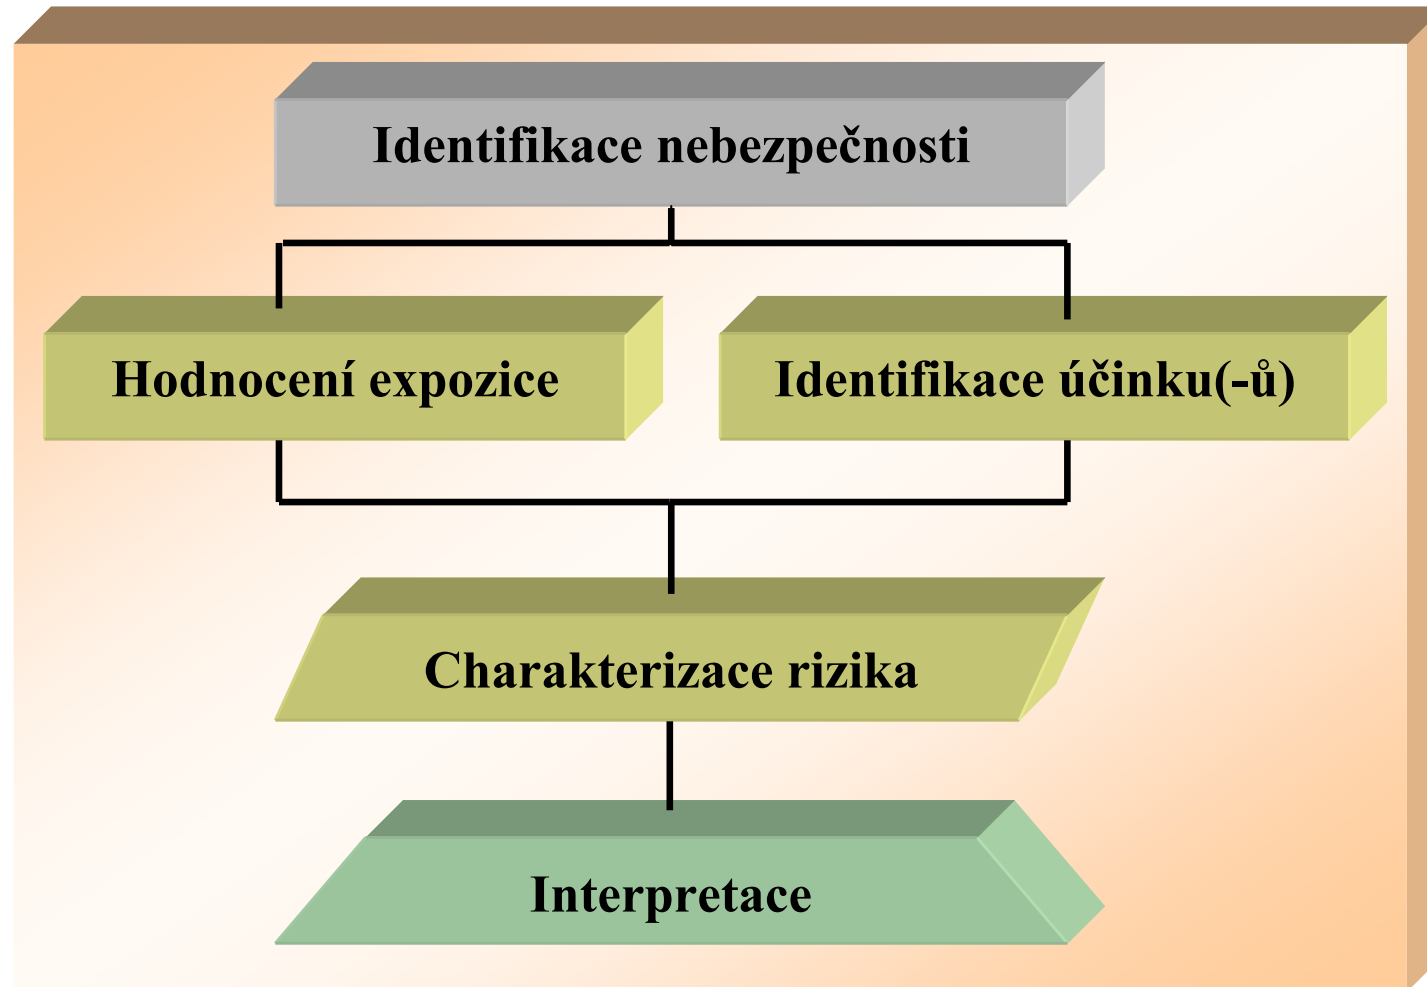 Identifikace nebezpečnosti
Hodnocení expozice
Identifikace účinku(-ů)
Charakterizace rizika
Interpretace